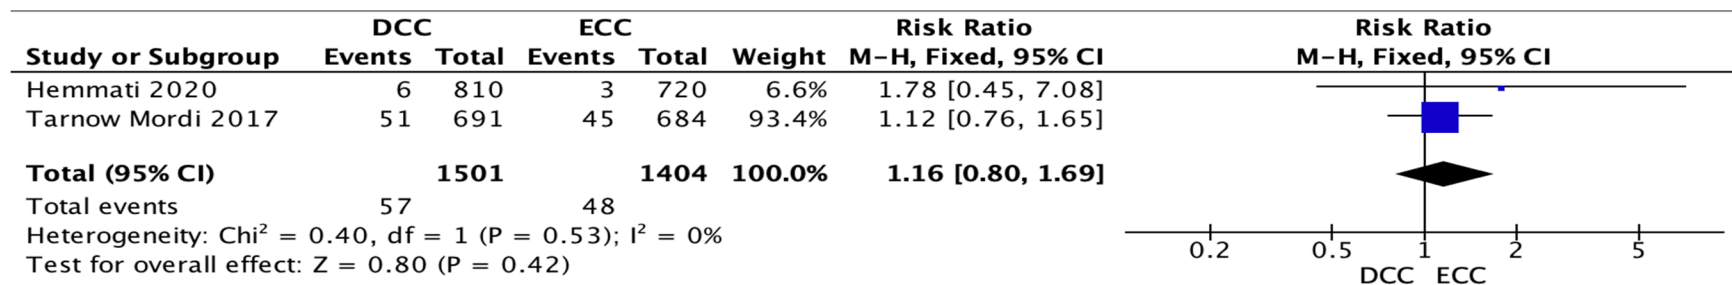 DCC ECC Risk Ratio Risk Ratio
Study or Subgroup Events Total Events Total Weight M-H, Fixed, 95% CI M-H, Fixed, 95% CI
Hemmati 2020 6 810 3 720 6.6% 1.78 [0.45, 7.08]
Tarnow Mordi 2017 51 691 45 684 93.4% 1.12 [0.76, 1.65]
Total (95% CI) 1501 1404 100.0% 1.16 [0.80, 1.69]
Total events 57 48
Heterogeneity: Chi² = 0.40, df = 1 (P = 0.53); I² = 0%
Test for overall effect: Z = 0.80 (P = 0.42)
0.2 0.5 1 2 5
DCC ECC